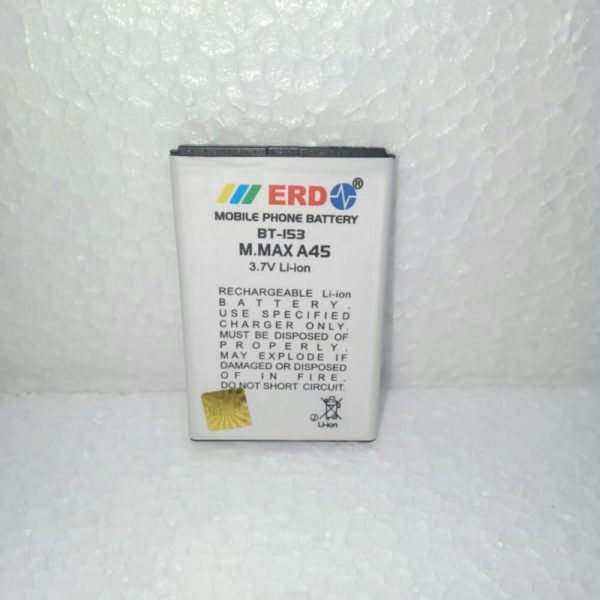 ERD ®
MOBILE PHONE BATTERY
BT-153
M.MAX A45
3.7V Li-ion
RECHARGEABLE Li-ion
BATTERY.
USE SPECIFIED
CHARGER ONLY.
MUST BE DISPOSED OF
PROPERLY.
MAY EXPLODE IF
DAMAGED OR DISPOSED
OF IN FIRE.
DO NOT SHORT CIRCUIT.
Li-ion